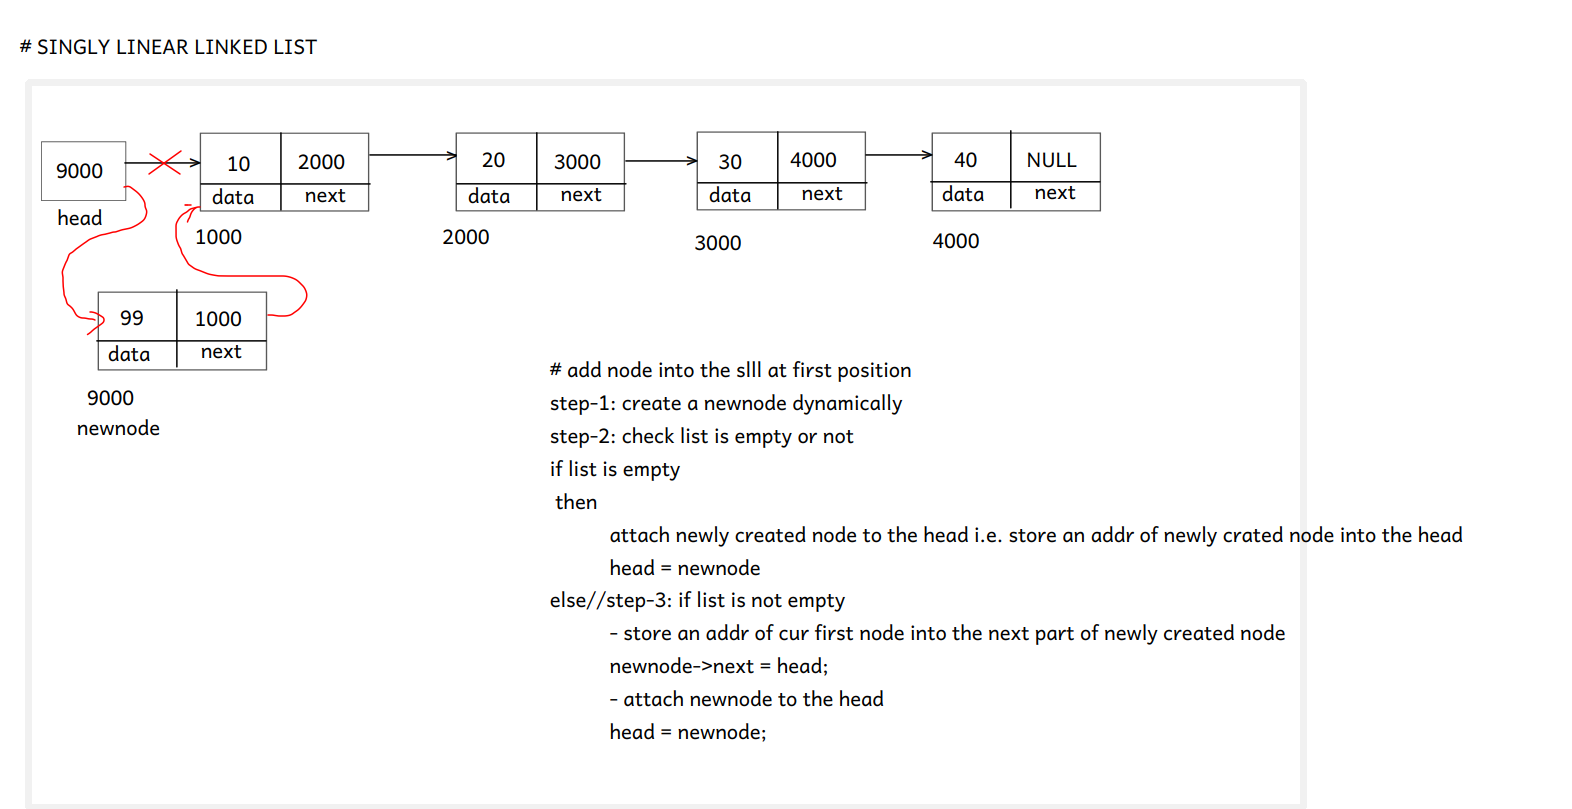 # SINGLY LINEAR LINKED LIST
9000
10 2000
20 3000
30 4000
40 NULL
data next
data next
data next
data next
head
1000
2000
3000
4000
99 1000
data next
9000
newnode
# add node into the slll at first position
step-1: create a newnode dynamically
step-2: check list is empty or not
if list is empty
then
attach newly created node to the head i.e. store an addr of newly crated node into the head
head = newnode
else//step-3: if list is not empty
- store an addr of cur first node into the next part of newly created node
newnode->next = head;
- attach newnode to the head
head = newnode;